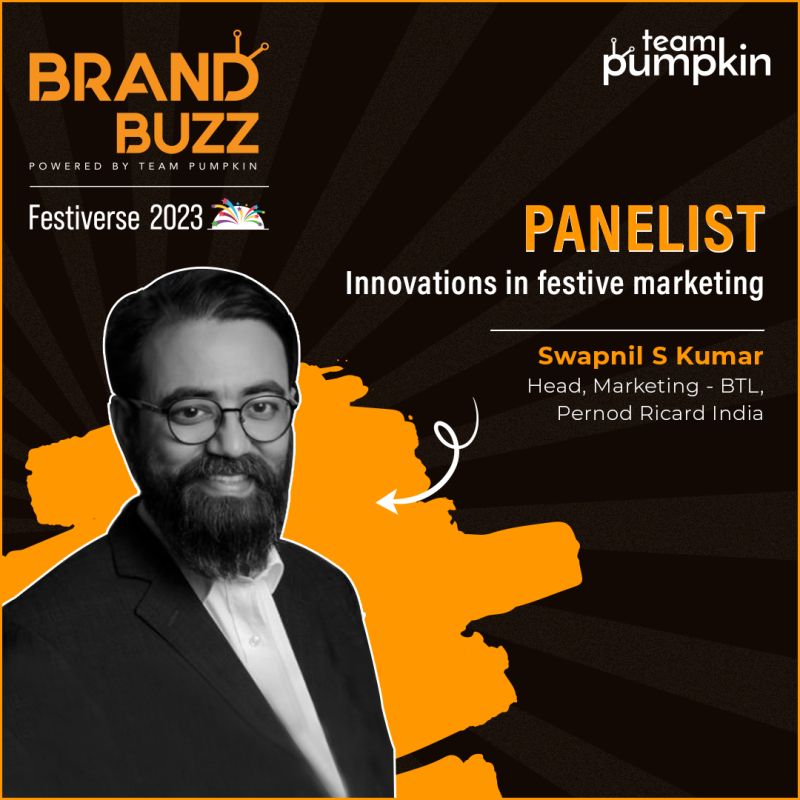 BRAND
BUZZ
POWERED BY TEAM PUMPKIN
Festiverse 2023
team
pumpkin
PANELIST
Innovations in festive marketing
Swapnil S Kumar
Head, Marketing - BTL,
Pernod Ricard India